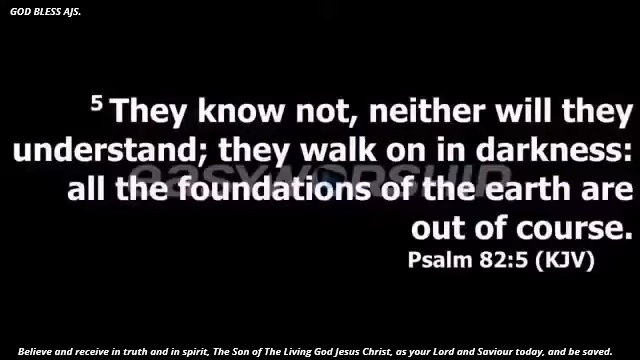 GOD BLESS AJS.
5 They know not, neither will they
understand; they walk on in darkness:
all the foundations of the earth are
out of course.
Psalm 82:5 (KJV)
easyworship
Believe and receive in truth and in spirit, The Son of The Living God Jesus Christ, as your Lord and Saviour today, and be saved.